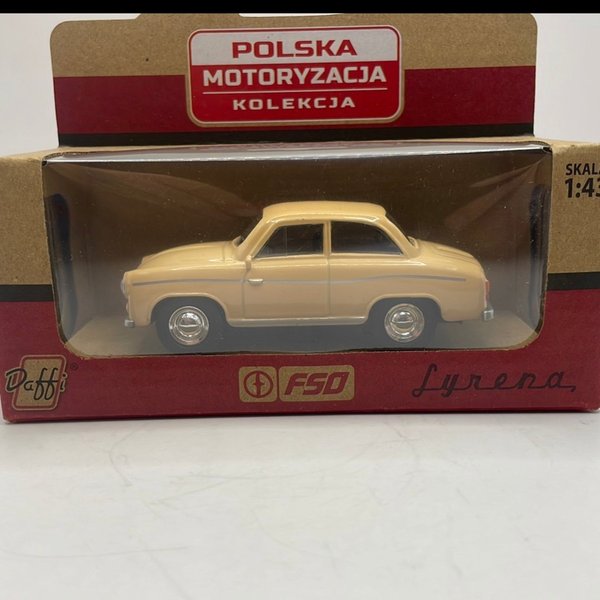 POLSKA
MOTORYZACJA
KOLEKCJA
SKALA
1:43
Daffi®
FSO
Syrena